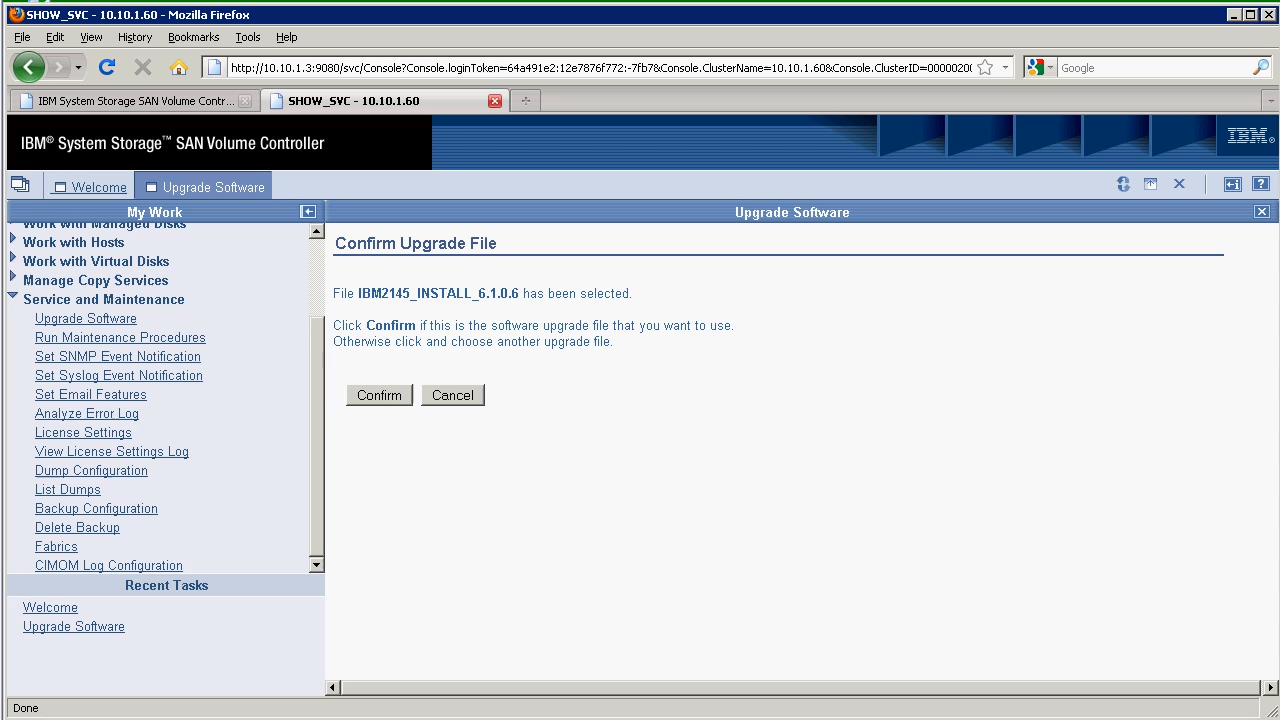 SHOW_SVC - 10.10.1.60 - Mozilla Firefox
File Edit View History Bookmarks Tools Help
http://10.10.1.3:9080/svc/Console?Console.loginToken=64a491e2:12e7876f772:-7fb7&Console.ClusterName=10.10.1.60&Console.ClusterID=00000200 Google
IBM System Storage SAN Volume Contr... SHOW_SVC - 10.10.1.60
IBM® System Storage™ SAN Volume Controller IBM®
Welcome Upgrade Software
My Work Upgrade Software
Work with Managed Disks
Work with Hosts
Work with Virtual Disks
Manage Copy Services
Service and Maintenance
Upgrade Software
Run Maintenance Procedures
Set SNMP Event Notification
Set Syslog Event Notification
Set Email Features
Analyze Error Log
License Settings
View License Settings Log
Dump Configuration
List Dumps
Backup Configuration
Delete Backup
Fabrics
CIMOM Log Configuration
Recent Tasks
Welcome
Upgrade Software
Confirm Upgrade File
File IBM2145_INSTALL_6.1.0.6 has been selected.
Click Confirm if this is the software upgrade file that you want to use.
Otherwise click and choose another upgrade file.
Confirm Cancel
Done